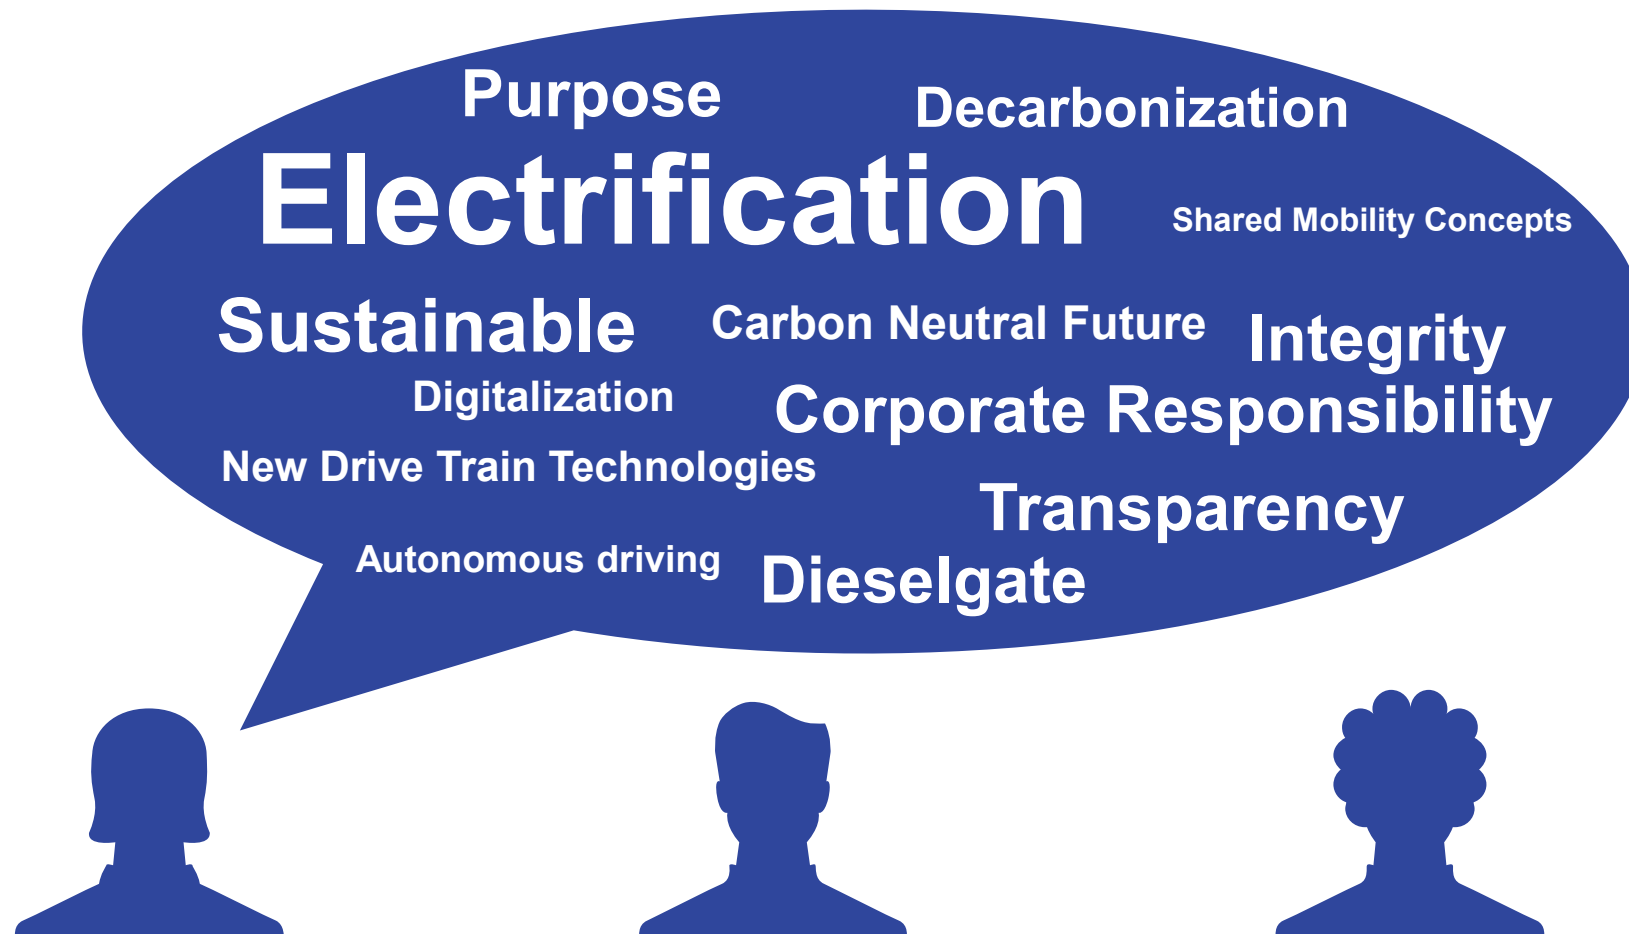 Purpose
Decarbonization
Electrification
Shared Mobility Concepts
Sustainable
Carbon Neutral Future
Integrity
Digitalization
Corporate Responsibility
New Drive Train Technologies
Transparency
Autonomous driving
Dieselgate